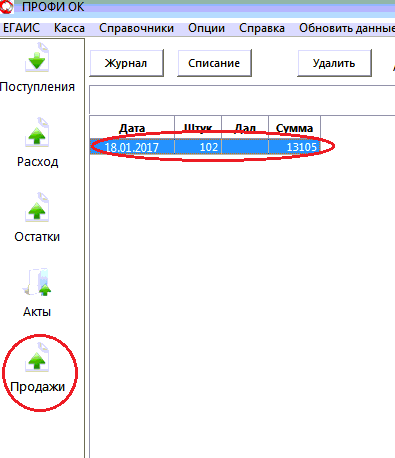 ПРОФИ ОК
ЕГАИС Касса Справочники Опции Справка Обновить данные
Журнал Списание Удалить
Поступления
Дата Штук Дал Сумма
18.01.2017 102 13105
Расход
Остатки
Акты
Продажи